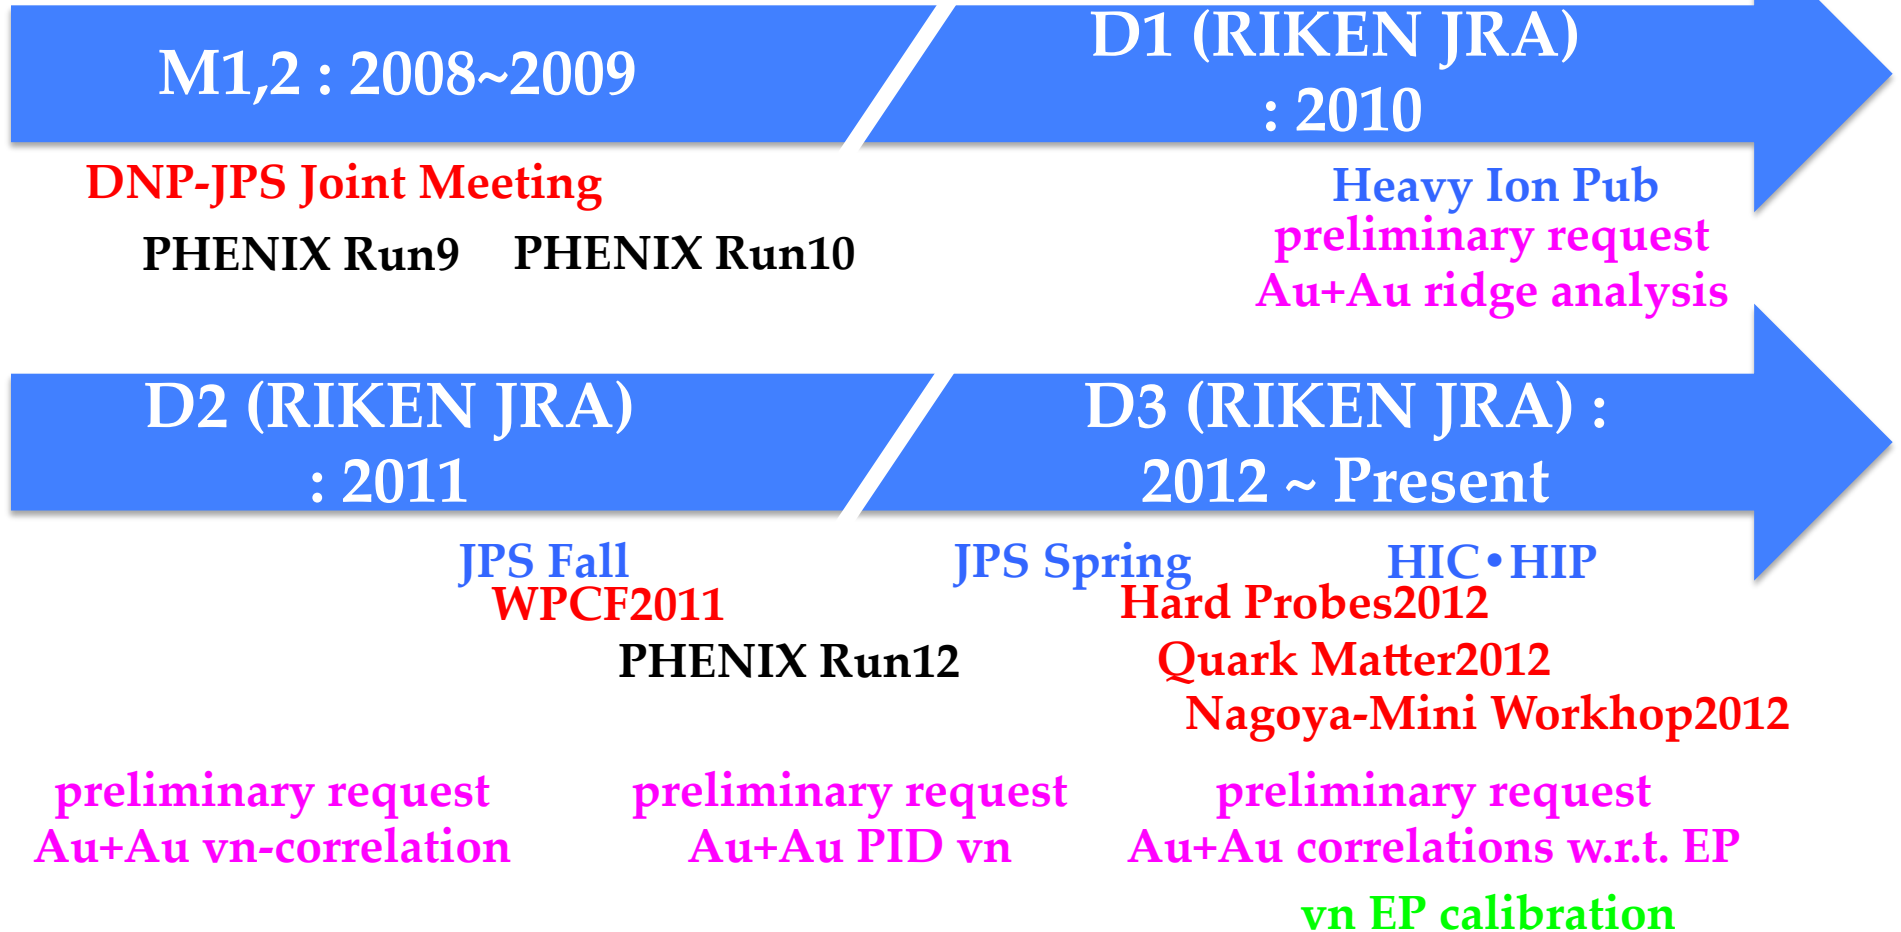 M1,2 : 2008~2009
D1 (RIKEN JRA)
: 2010
DNP-JPS Joint Meeting
PHENIX Run9
PHENIX Run10
Heavy Ion Pub
preliminary request
Au+Au ridge analysis
D2 (RIKEN JRA)
: 2011
D3 (RIKEN JRA) :
2012 ~ Present
JPS Fall
WPCF2011
PHENIX Run12
JPS Spring
HIC•HIP
Hard Probes2012
Quark Matter2012
Nagoya-Mini Workhop2012
preliminary request
Au+Au vn-correlation
preliminary request
Au+Au PID vn
preliminary request
Au+Au correlations w.r.t. EP
vn EP calibration